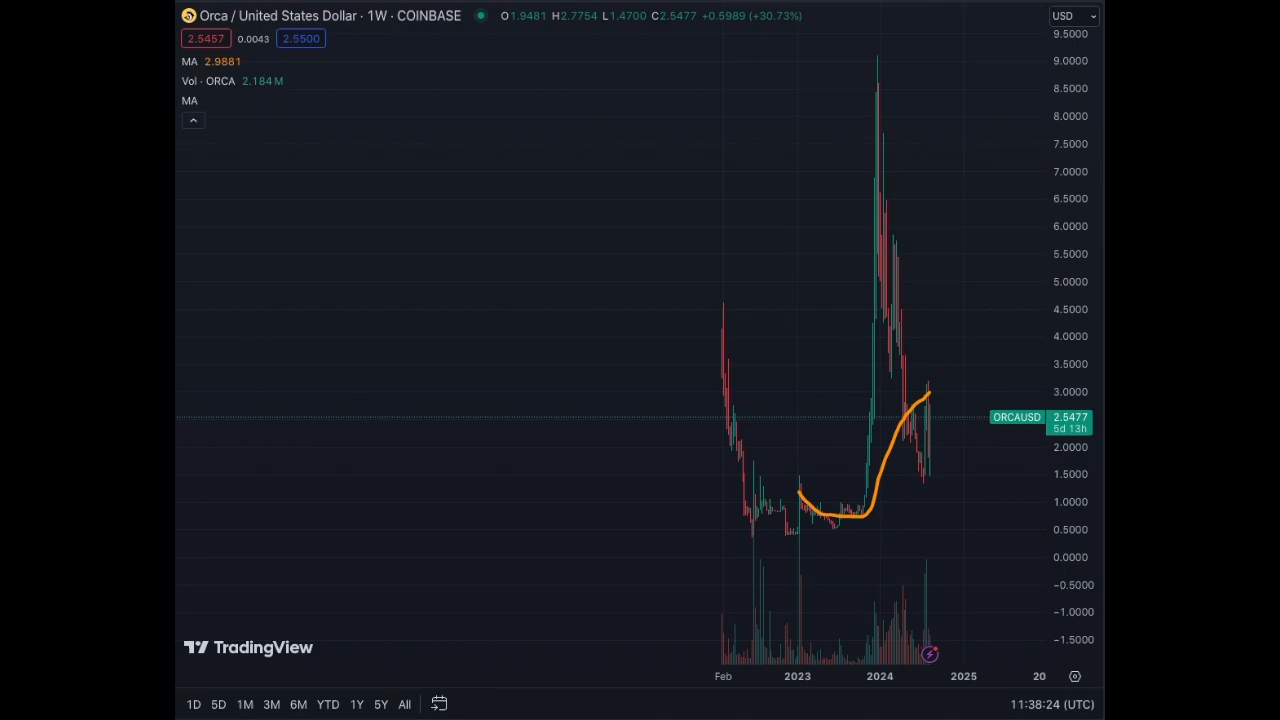 Orca / United States Dollar · 1W · COINBASE O1.9481 H2.7754 L1.4700 C2.5477 +0.5989 (+30.73%) USD
2.5457 0.0043 2.5500
MA 2.9881
Vol · ORCA 2.184 M
MA
9.5000
9.0000
8.5000
8.0000
7.5000
7.0000
6.5000
6.0000
5.5000
5.0000
4.5000
4.0000
3.5000
3.0000
ORCAUSD 2.5477
5d 13h
2.0000
1.5000
1.0000
0.5000
0.0000
−0.5000
−1.0000
−1.5000
TradingView
Feb 2023 2024 2025 20
1D 5D 1M 3M 6M YTD 1Y 5Y All 11:38:24 (UTC)